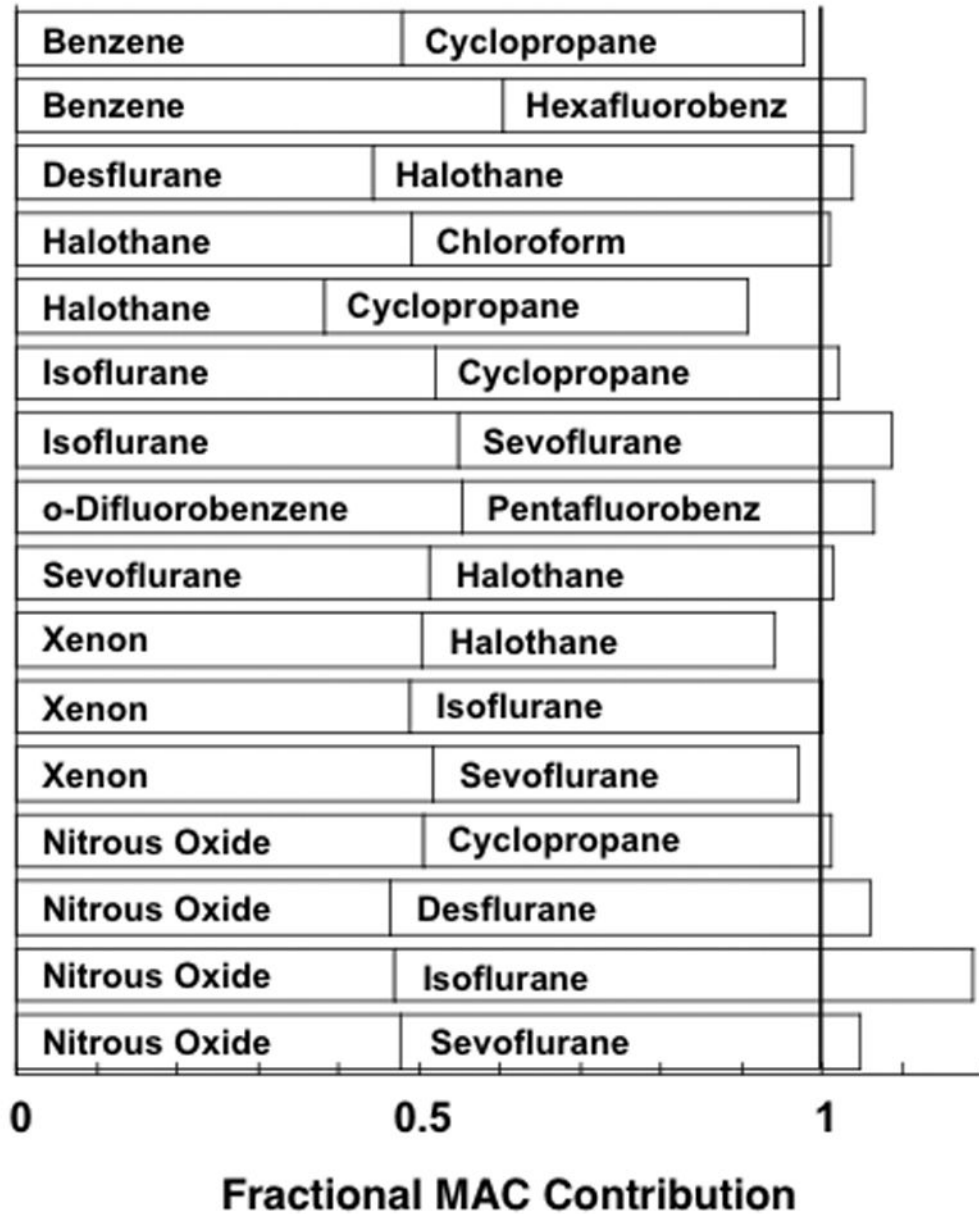 Benzene Cyclopropane
Benzene Hexafluorobenz
Desflurane Halothane
Halothane Chloroform
Halothane Cyclopropane
Isoflurane Cyclopropane
Isoflurane Sevoflurane
o-Difluorobenzene Pentafluorobenz
Sevoflurane Halothane
Xenon Halothane
Xenon Isoflurane
Xenon Sevoflurane
Nitrous Oxide Cyclopropane
Nitrous Oxide Desflurane
Nitrous Oxide Isoflurane
Nitrous Oxide Sevoflurane
0 0.5 1
Fractional MAC Contribution